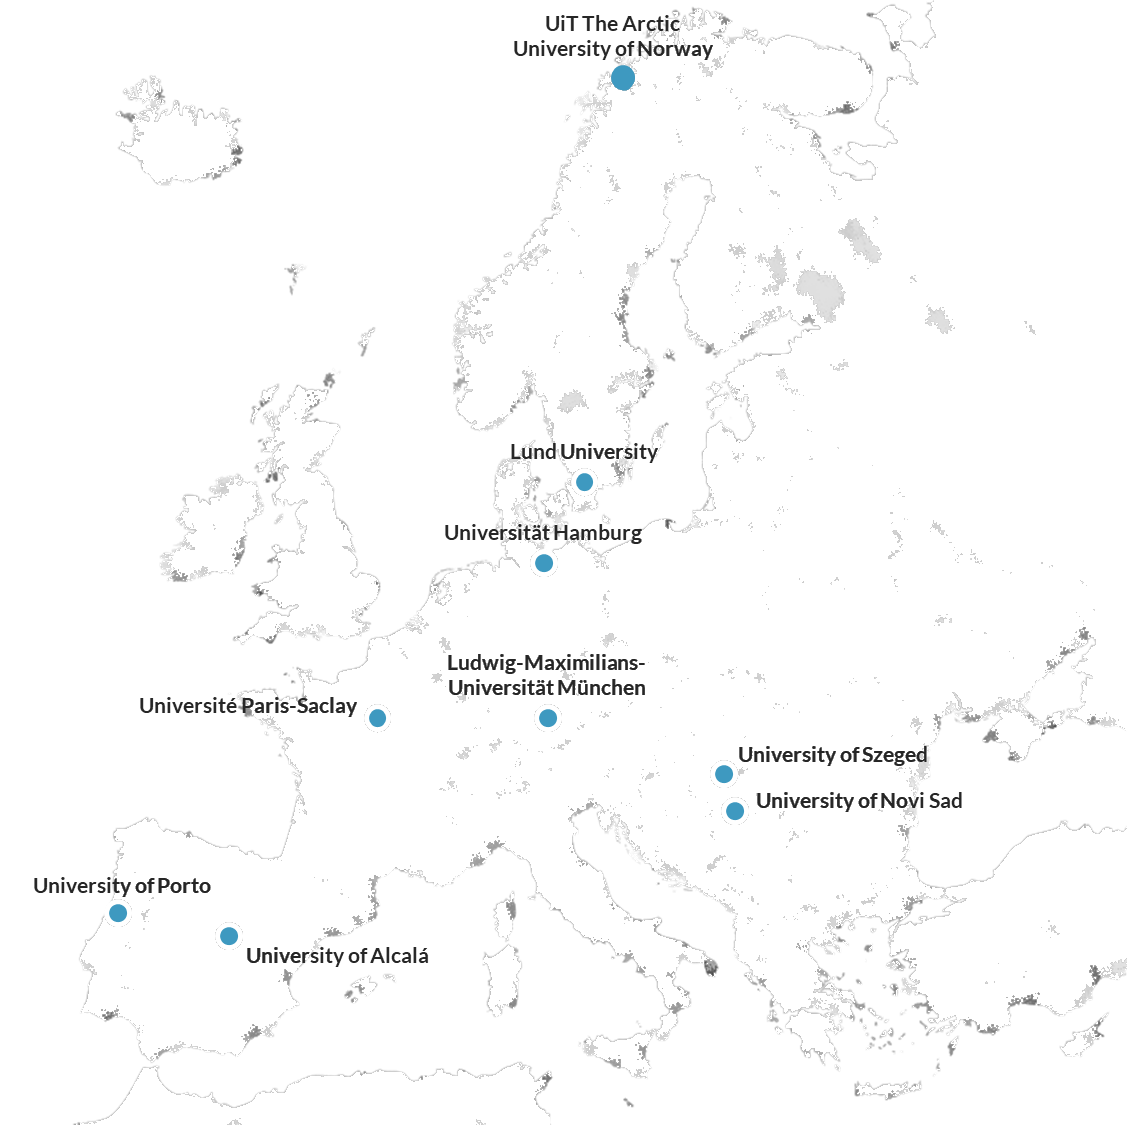 UiT The Arctic
University of Norway
Lund University
Universität Hamburg
Ludwig-Maximilians-
Universität München
Université Paris-Saclay
University of Szeged
University of Novi Sad
University of Porto
University of Alcalá